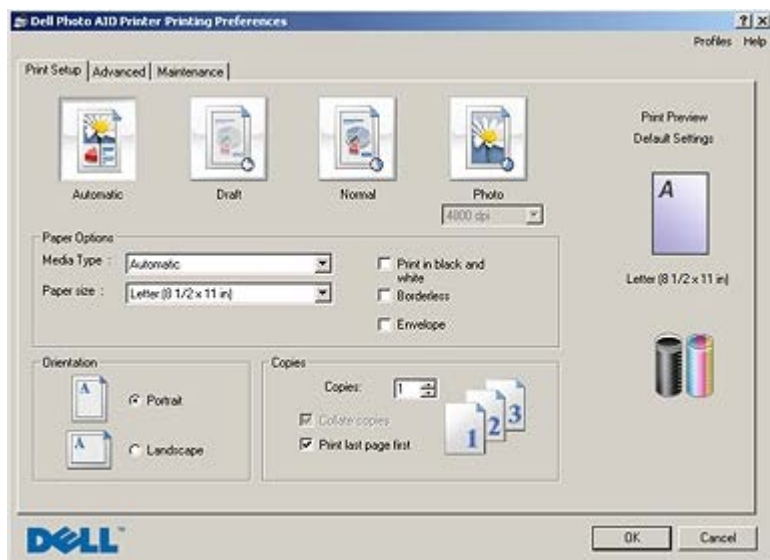 Dell Photo AIO Printer Printing Preferences
Profiles Help
Print Setup Advanced Maintenance
Automatic
Draft
Normal
Photo
4800 dpi
Print Preview
Default Settings
A
Letter (8 1/2 x 11 in)
Paper Options
Media Type : Automatic
Paper size : Letter (8 1/2 x 11 in)
Print in black and
white
Borderless
Envelope
Orientation
A
Portrait
A
Landscape
Copies
Copies: 1
Collate copies
Print last page first
1 2 3
DELL™
OK Cancel